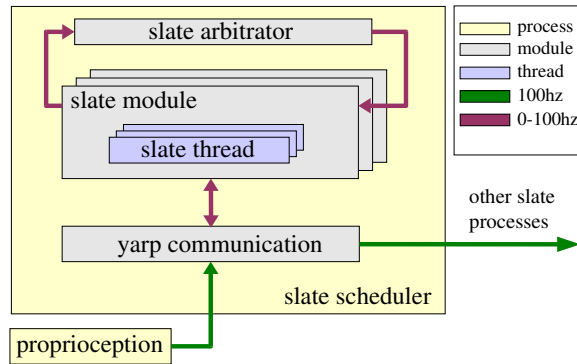 slate arbitrator
slate module
slate thread
yarp communication
slate scheduler
proprioception
other slate
processes
process
module
thread
100hz
0-100hz